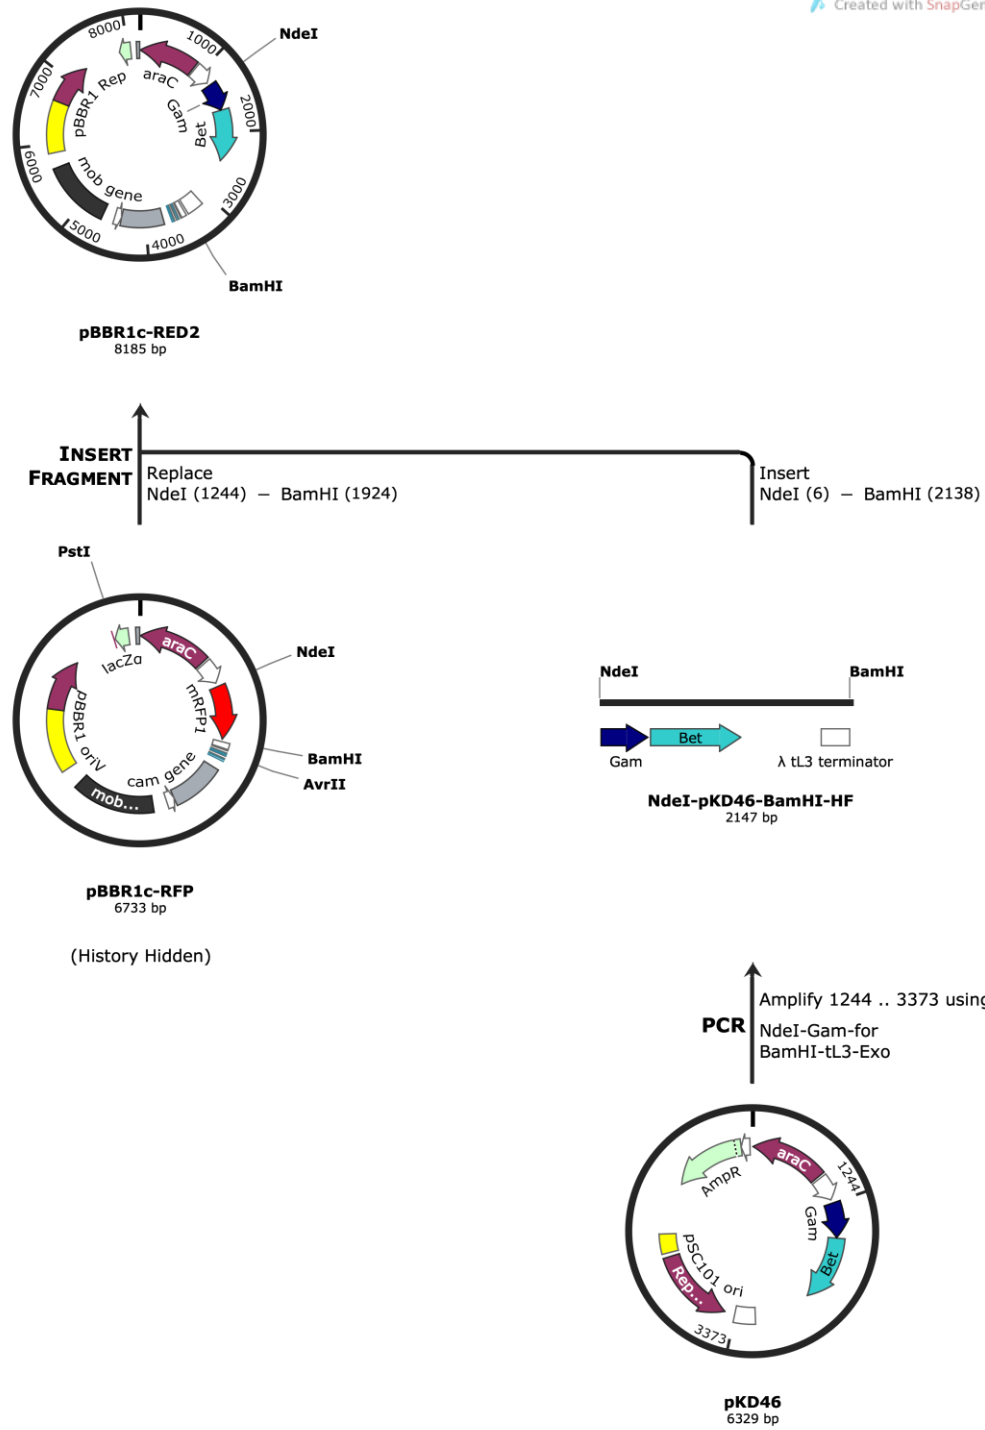 Created with SnapGen
8000
1000
NdeI
7000
pBBR1 Rep
araC
Gam
2000
Bet
6000
mob gene
3000
5000
4000
BamHI
pBBR1c-RED2
8185 bp
INSERT
FRAGMENT
Replace
NdeI (1244) – BamHI (1924)
Insert
NdeI (6) – BamHI (2138)
PstI
araC
lacZα
NdeI
mRFP1
pBBR1 oriV
BamHI
cam gene
AvrII
mob...
pBBR1c-RFP
6733 bp
(History Hidden)
NdeI
BamHI
Bet
Gam
λ tL3 terminator
NdeI-pKD46-BamHI-HF
2147 bp
PCR
Amplify 1244 .. 3373 using
NdeI-Gam-for
BamHI-tL3-Exo
araC
AmpR
1244
Gam
Bet
pSC101 ori
Rep...
3373
pKD46
6329 bp